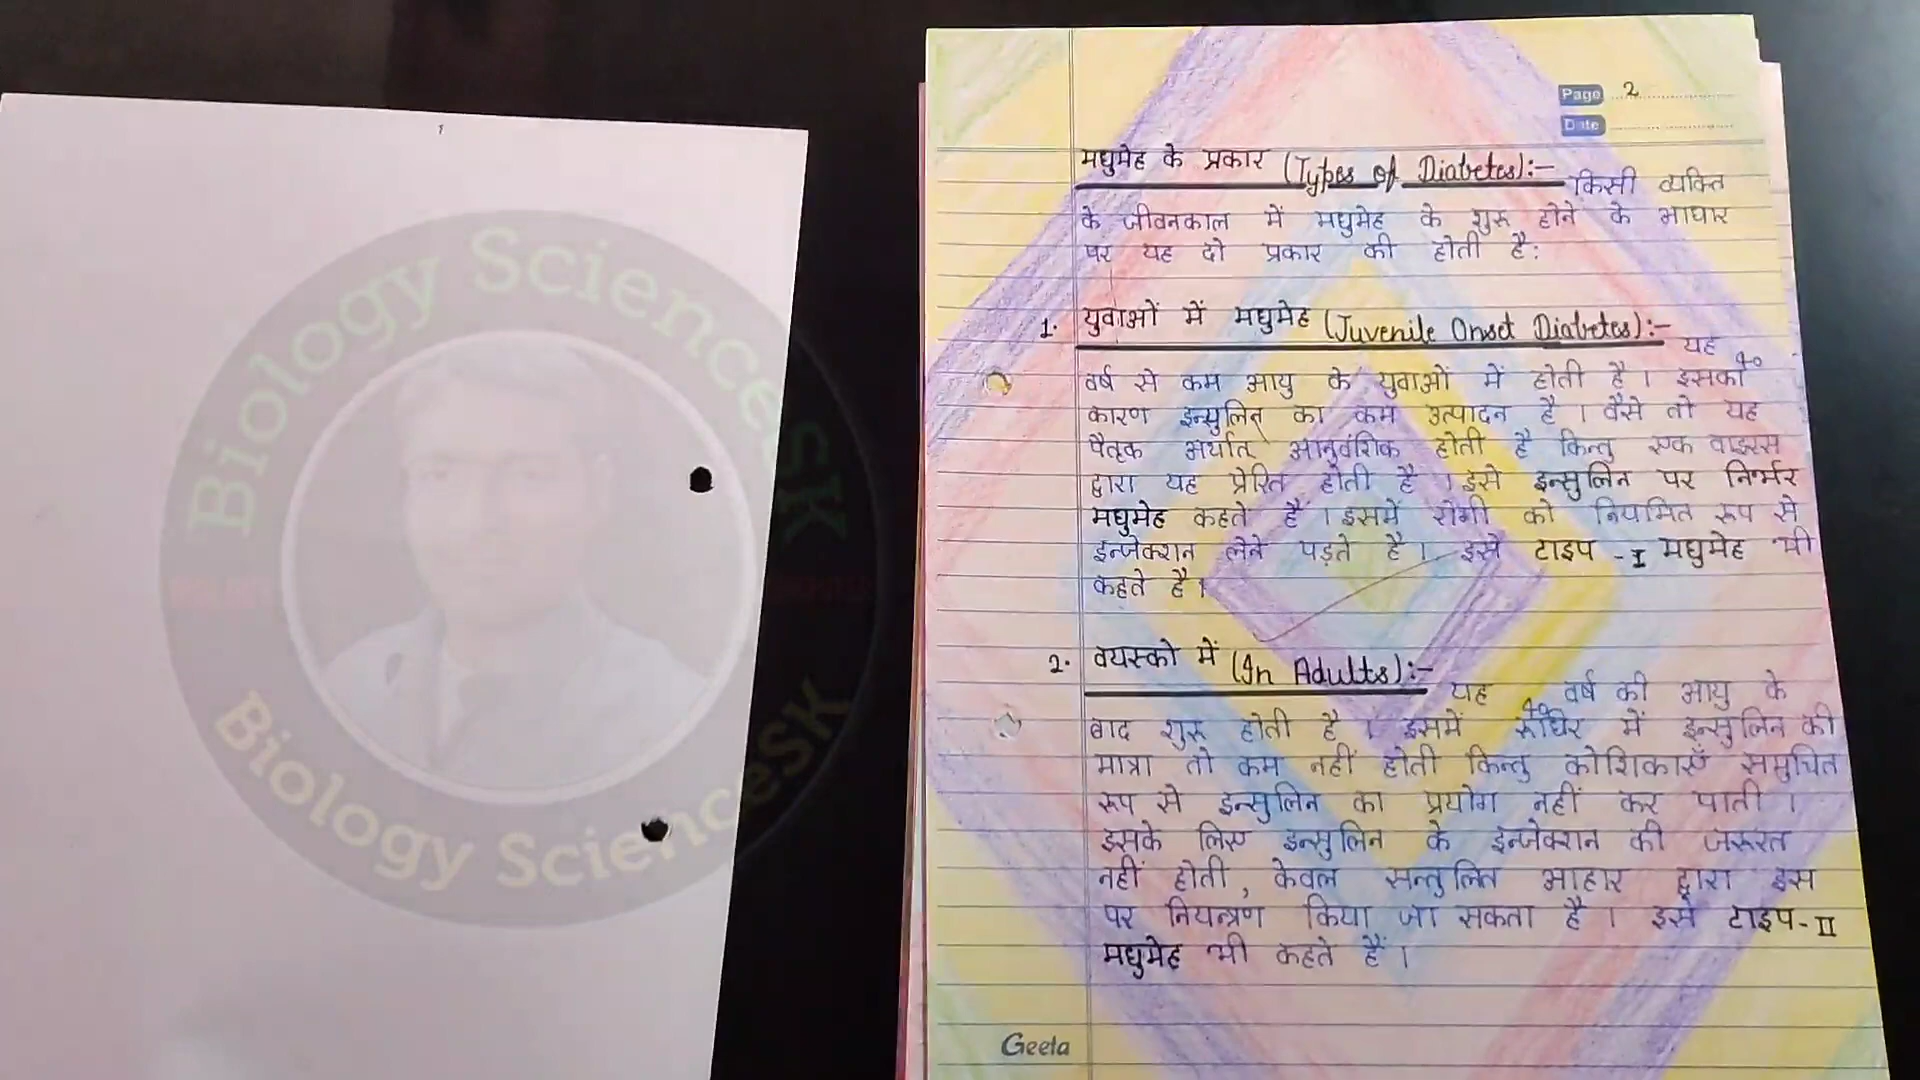 Biology ScienceSK
Biology ScienceSK
Page 2
Date
मधुमेह के प्रकार (Types of Diabetes):- किसी व्यक्ति
के जीवनकाल में मधुमेह के शुरू होने के आधार
पर यह दो प्रकार की होती है:
1. युवाओं में मधुमेह (Juvenile Onset Diabetes):- यह 40
वर्ष से कम आयु के युवाओं में होती है । इसका
कारण इन्सुलिन का कम उत्पादन है । वैसे तो यह
पैतृक अर्थात् आनुवंशिक होती है किन्तु एक वाइरस
द्वारा यह प्रेरित होती है । इसे इन्सुलिन पर निर्भर
मधुमेह कहते हैं । इसमें रोगी को नियमित रूप से
इन्जेक्शन लेने पड़ते है । इसे टाइप -I मधुमेह भी
कहते है ।
2. वयस्को में (In Adults):- यह 40 वर्ष की आयु के
बाद शुरू होती है । इसमें रूधिर में इन्सुलिन की
मात्रा तो कम नहीं होती किन्तु कोशिकाएँ समुचित
रूप से इन्सुलिन का प्रयोग नहीं कर पाती ।
इसके लिए इन्सुलिन के इन्जेक्शन की जरूरत
नहीं होती , केवल सन्तुलित आहार द्वारा इस
पर नियन्त्रण किया जा सकता है । इसे टाइप-II
मधुमेह भी कहते हैं ।
Geeta